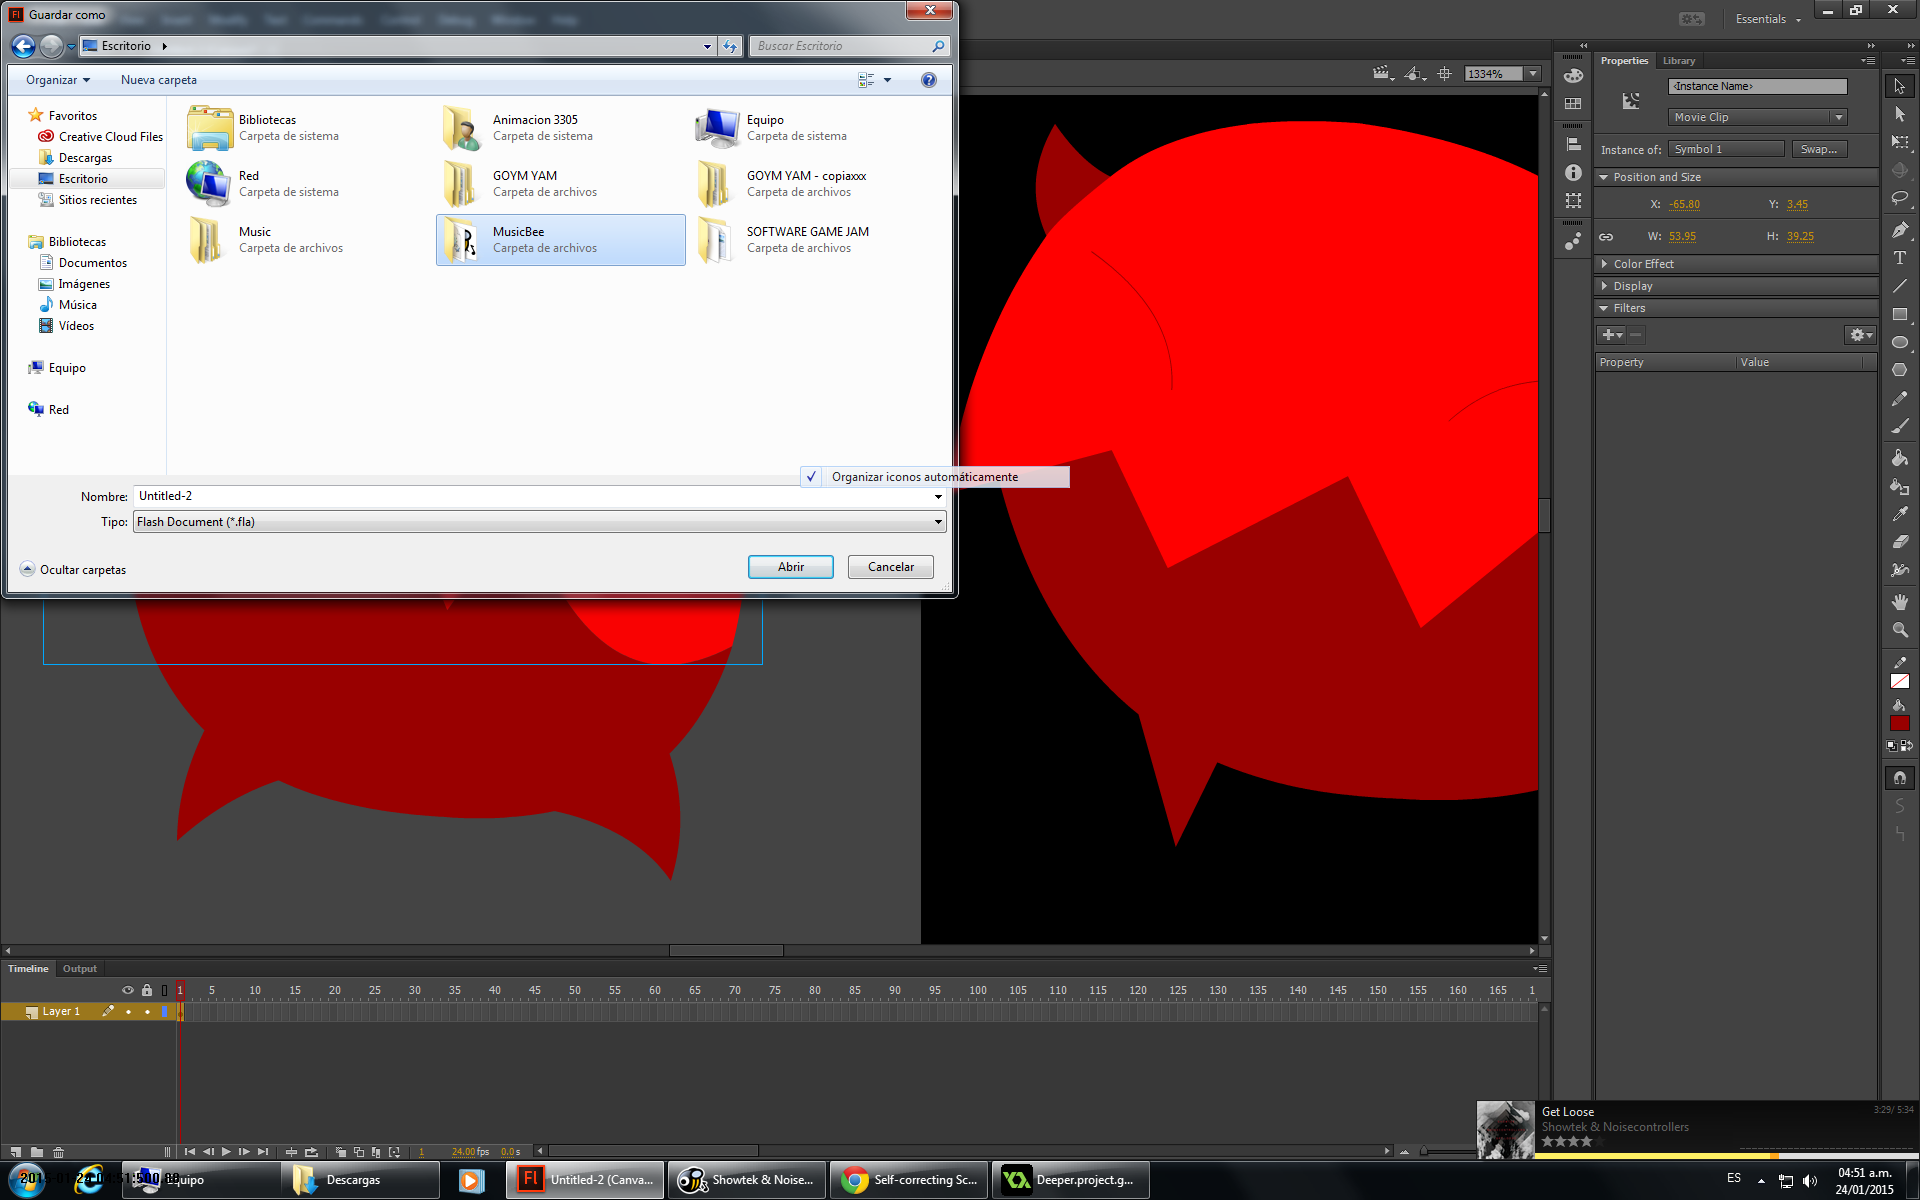 Guardar como
Escritorio
Buscar Escritorio
Organizar
Nueva carpeta
Favoritos
Creative Cloud Files
Descargas
Escritorio
Sitios recientes
Bibliotecas
Documentos
Imágenes
Música
Vídeos
Equipo
Red
Bibliotecas
Carpeta de sistema
Animacion 3305
Carpeta de sistema
Equipo
Carpeta de sistema
Red
Carpeta de sistema
GOYM YAM
Carpeta de archivos
GOYM YAM - copiaxxx
Carpeta de archivos
Music
Carpeta de archivos
MusicBee
Carpeta de archivos
SOFTWARE GAME JAM
Carpeta de archivos
Organizar iconos automáticamente
Nombre: Untitled-2
Tipo: Flash Document (*.fla)
Ocultar carpetas
Abrir
Cancelar
Essentials
1334%
Properties Library
<Instance Name>
Movie Clip
Instance of: Symbol 1 Swap...
Position and Size
X: -65.80 Y: 3.45
W: 53.95 H: 39.25
Color Effect
Display
Filters
Property Value
Timeline Output
1 5 10 15 20 25 30 35 40 45 50 55 60 65 70 75 80 85 90 95 100 105 110 115 120 125 130 135 140 145 150 155 160 165 1
Layer 1
1 24.00 fps 0.0 s
Get Loose
3:29/ 5:34
Showtek & Noisecontrollers
Equipo
Descargas
Fl
Untitled-2 (Canva...
Showtek & Noise...
Self-correcting Sc...
Deeper.project.g...
ES
04:51 a.m.
24/01/2015